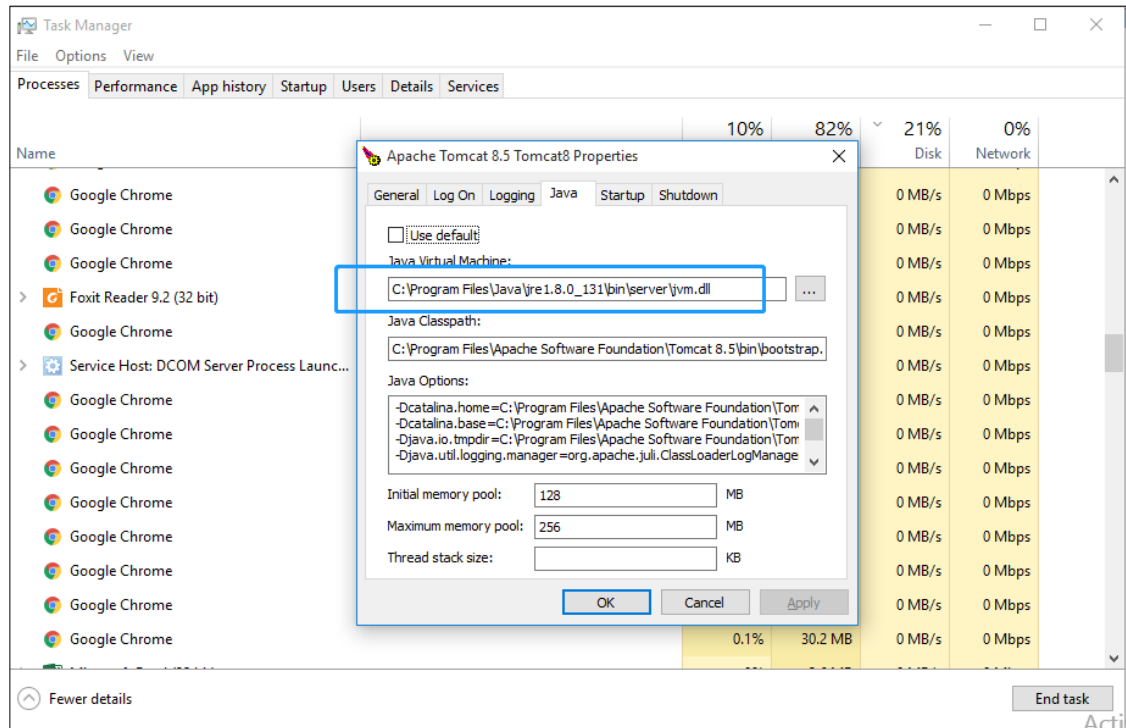 Task Manager
File Options View
Processes Performance App history Startup Users Details Services
10% 82% 21% 0%
Name Disk Network
Google Chrome 0 MB/s 0 Mbps
Google Chrome 0 MB/s 0 Mbps
Google Chrome 0 MB/s 0 Mbps
Foxit Reader 9.2 (32 bit) 0 MB/s 0 Mbps
Google Chrome 0 MB/s 0 Mbps
Service Host: DCOM Server Process Launc... 0 MB/s 0 Mbps
Google Chrome 0 MB/s 0 Mbps
Google Chrome 0 MB/s 0 Mbps
Google Chrome 0 MB/s 0 Mbps
Google Chrome 0 MB/s 0 Mbps
Google Chrome 0 MB/s 0 Mbps
Google Chrome 0 MB/s 0 Mbps
Google Chrome 0 MB/s 0 Mbps
Google Chrome 0.1% 30.2 MB 0 MB/s 0 Mbps
Fewer details End task
Acti
Apache Tomcat 8.5 Tomcat8 Properties
General Log On Logging Java Startup Shutdown
Use default
Java Virtual Machine:
C:\Program Files\Java\jre1.8.0_131\bin\server\jvm.dll ...
Java Classpath:
C:\Program Files\Apache Software Foundation\Tomcat 8.5\bin\bootstrap.
Java Options:
-Dcatalina.home=C:\Program Files\Apache Software Foundation\Tom
-Dcatalina.base=C:\Program Files\Apache Software Foundation\Tom
-Djava.io.tmpdir=C:\Program Files\Apache Software Foundation\Tom
-Djava.util.logging.manager=org.apache.juli.ClassLoaderLogManage
Initial memory pool: 128 MB
Maximum memory pool: 256 MB
Thread stack size: KB
OK Cancel Apply